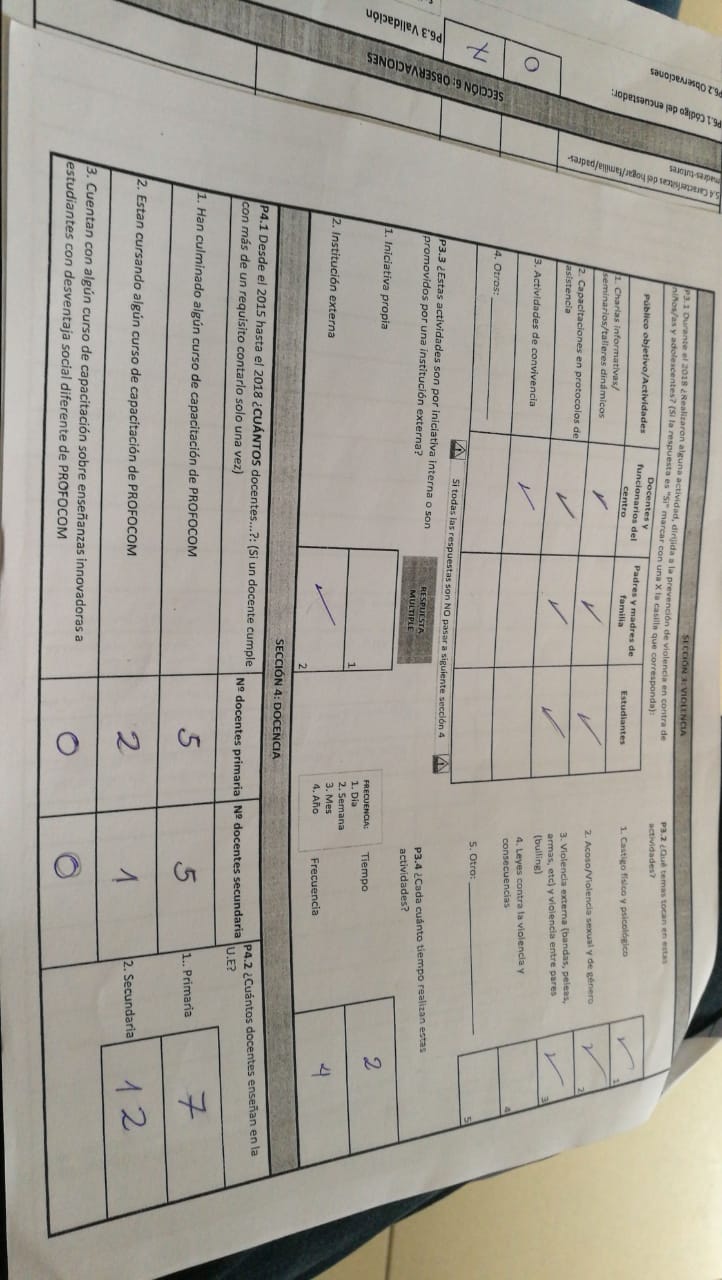 SECCIÓN 3: VIOLENCIA
P3.1 Durante el 2018 ¿Realizaron alguna actividad, dirijida a la prevención de violencia en contra de
niños/as y adolescentes? (Si la respuesta es "Si" marcar con una X la casilla que corresponda):
Público objetivo/Actividades
Docentes y
funcionarios del
centro
Padres y madres de
familia
Estudiantes
1. Charlas informativas/
seminarios/talleres dinámicos
✓ ✓
2. Capacitaciones en protocolos de
asistencia
✓ ✓ ✓
3. Actividades de convivencia
✓ ✓ ✓
4. Otros:
Si todas las respuestas son NO pasar a siguiente sección 4
P3.2 ¿Qué temas tocan en estas
actividades?
1. Castigo físico y psicológico
✓ 1
2. Acoso/Violencia sexual y de género
✓ 2
3. Violencia externa (bandas, peleas,
armas, etc) y violencia entre pares
(bulling)
✓ 3
4. Leyes contra la violencia y
consecuencias
4
5. Otro:
5
P3.3 ¿Estas actividades son por iniciativa interna o son
promovidos por una institución externa?
RESPUESTA
MULTIPLE
1. Iniciativa propia
1
2. Institución externa
✓ 2
P3.4 ¿Cada cuánto tiempo realizan estas
actividades?
FRECUENCIA:
1. Día
2. Semana
3. Mes
4. Año
Tiempo 2
Frecuencia 4
SECCIÓN 4: DOCENCIA
P4.1 Desde el 2015 hasta el 2018 ¿CUÁNTOS docentes...?: (Si un docente cumple
con más de un requisito contarlo solo una vez)
Nº docentes primaria Nº docentes secundaria
1. Han culminado algún curso de capacitación de PROFOCOM 5 5
2. Estan cursando algún curso de capacitación de PROFOCOM 2 1
3. Cuentan con algún curso de capacitación sobre enseñanzas innovadoras a
estudiantes con desventaja social diferente de PROFOCOM
0 0
P4.2 ¿Cuántos docentes enseñan en la
U.E?
1.. Primaria 7
2. Secundaria 12
5.4 Características del hogar/familia/padres-
madres-tutores
SECCIÓN 6: OBSERVACIONES
P6.1 Código del encuestador:
P6.2 Observaciones
P6.3 Validación
0